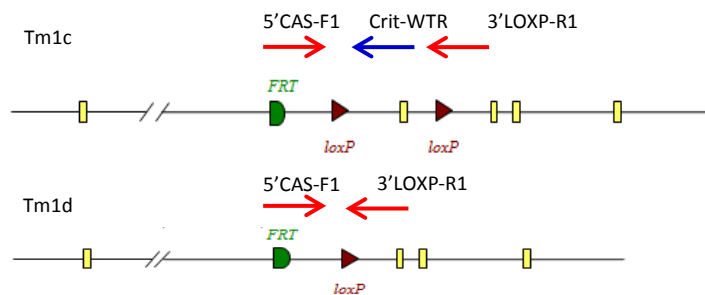 5'CAS-F1 Crit-WTR 3'LOXP-R1
Tm1c
FRT
loxP loxP
5'CAS-F1 3'LOXP-R1
Tm1d
FRT
loxP